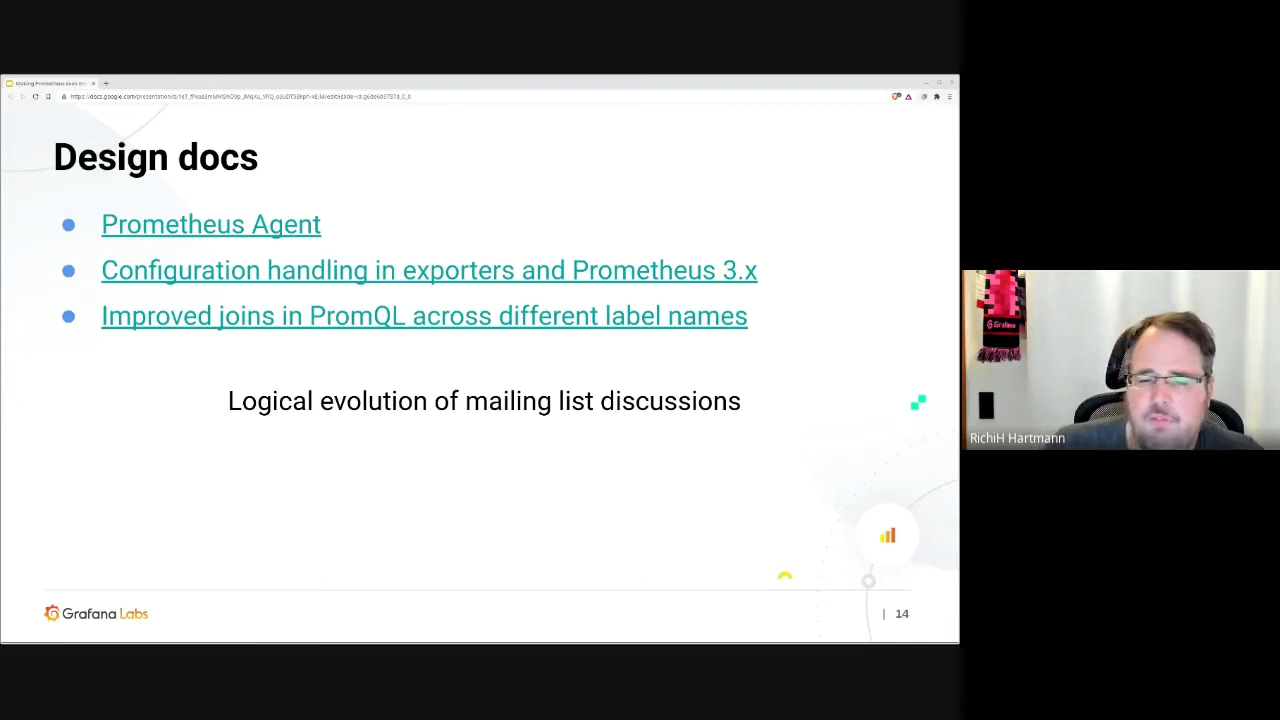 Design docs
Prometheus Agent
Configuration handling in exporters and Prometheus 3.x
Improved joins in PromQL across different label names
Logical evolution of mailing list discussions
Grafana Labs
| 14
Grafana
RichiH Hartmann